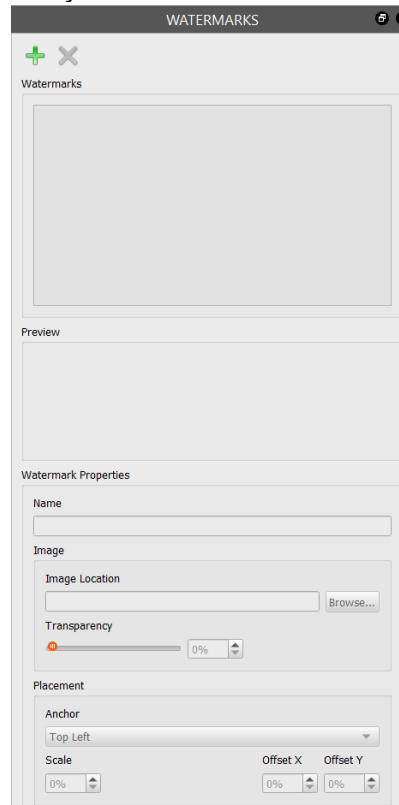 WATERMARKS
Watermarks
Preview
Watermark Properties
Name
Image
Image Location
Browse...
Transparency
0%
Placement
Anchor
Top Left
Scale Offset X Offset Y
0% 0% 0%